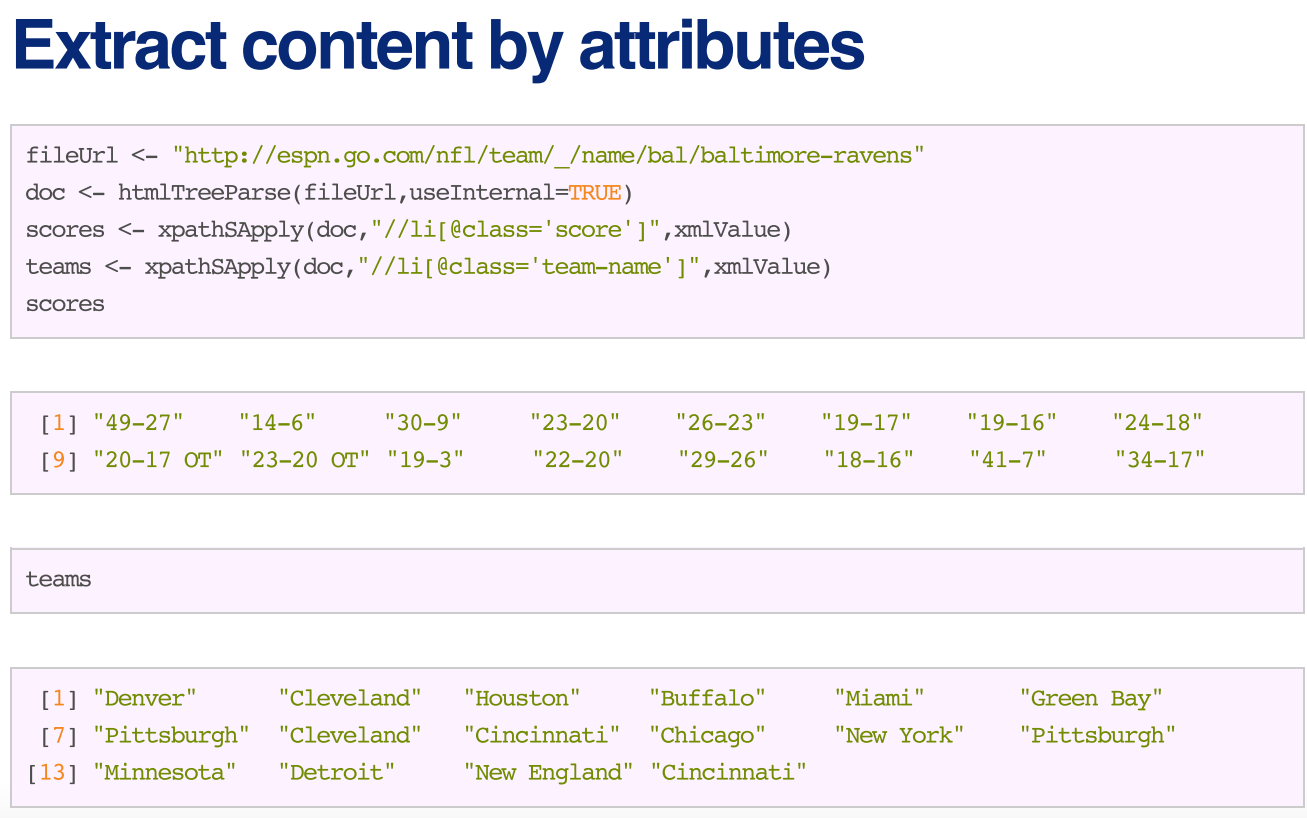 Extract content by attributes
fileUrl <- "http://espn.go.com/nfl/team/_/name/bal/baltimore-ravens"
doc <- htmlTreeParse(fileUrl,useInternal=TRUE)
scores <- xpathSApply(doc,"//li[@class='score']",xmlValue)
teams <- xpathSApply(doc,"//li[@class='team-name']",xmlValue)
scores
[1] "49-27" "14-6" "30-9" "23-20" "26-23" "19-17" "19-16" "24-18"
[9] "20-17 OT" "23-20 OT" "19-3" "22-20" "29-26" "18-16" "41-7" "34-17"
teams
[1] "Denver" "Cleveland" "Houston" "Buffalo" "Miami" "Green Bay"
[7] "Pittsburgh" "Cleveland" "Cincinnati" "Chicago" "New York" "Pittsburgh"
[13] "Minnesota" "Detroit" "New England" "Cincinnati"